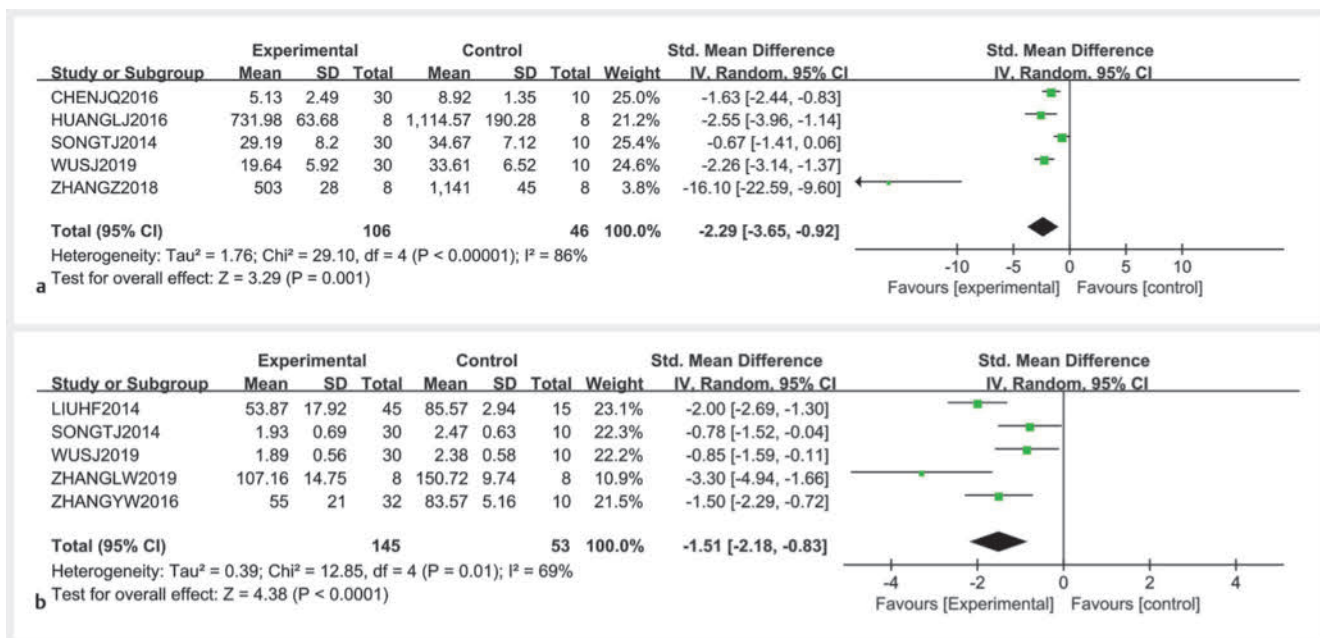 Experimental Control Std. Mean Difference Std. Mean Difference
Study or Subgroup Mean SD Total Mean SD Total Weight IV, Random, 95% CI IV, Random, 95% CI
CHENJQ2016 5.13 2.49 30 8.92 1.35 10 25.0% -1.63 [-2.44, -0.83)
HUANGLJ2016 731.98 63.68 8 1,114.57 190.28 8 21.2% -2.55 [-3.96, -1.14]
SONGTJ2014 29.19 8.2 30 34.67 7.12 10 25.4% -0.67 [-1.41, 0.06]
WUSJ2019 19.64 5.92 30 33.61 6.52 10 24.6% -2.26 [-3.14, -1.37]
ZHANGZ2018 503 28 8 1,141 45 8 3.8% -16.10 [-22.59, -9.60]
Total (95% CI) 106 46 100.0% -2.29 [-3.65, -0.92]
Heterogeneity: Tau² = 1.76; Chi² = 29.10, df = 4 (P < 0.00001); I² = 86%
-10 -5 0 5 10
a Test for overall effect: Z = 3.29 (P = 0.001)
Favours [experimental] Favours [control]
Experimental Control Std. Mean Difference Std. Mean Difference
Study or Subgroup Mean SD Total Mean SD Total Weight IV, Random, 95% CI IV, Random, 95% CI
LIUHF2014 53.87 17.92 45 85.57 2.94 15 23.1% -2.00 [-2.69, -1.30]
SONGTJ2014 1.93 0.69 30 2.47 0.63 10 22.3% -0.78 [-1.52, -0.04]
WUSJ2019 1.89 0.56 30 2.38 0.58 10 22.2% -0.85 [-1.59, -0.11]
ZHANGLW2019 107.16 14.75 8 150.72 9.74 8 10.9% -3.30 [-4.94, -1.66]
ZHANGYW2016 55 21 32 83.57 5.16 10 21.5% -1.50 [-2.29, -0.72]
Total (95% CI) 145 53 100.0% -1.51 [-2.18, -0.83]
Heterogeneity: Tau² = 0.39; Chi² = 12.85, df = 4 (P = 0.01); I² = 69%
-4 -2 0 2 4
b Test for overall effect: Z = 4.38 (P < 0.0001)
Favours [Experimental] Favours [control]